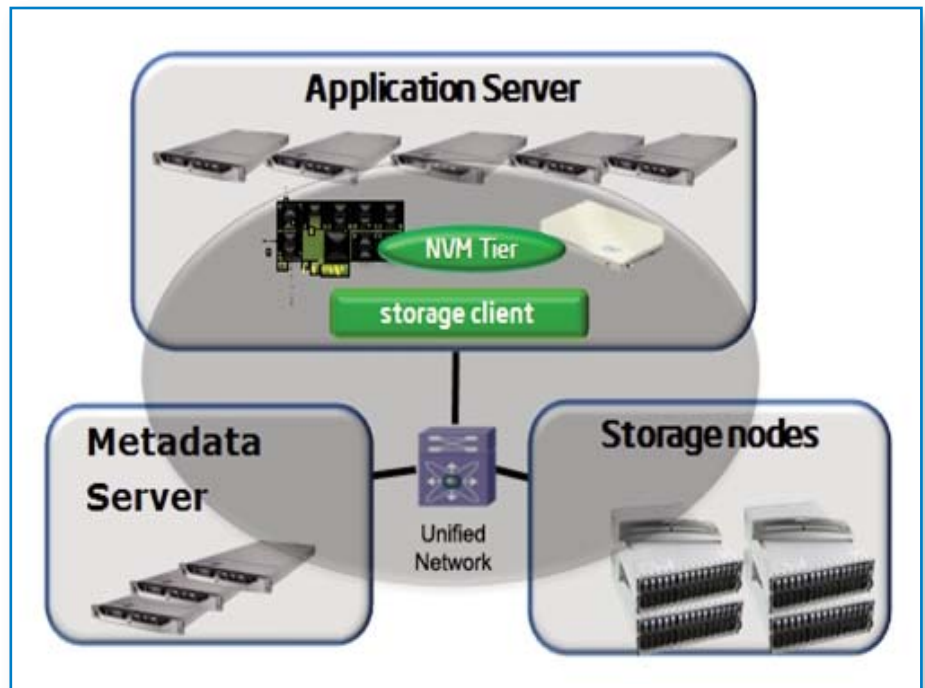 Application Server
NVM Tier
storage client
Metadata
Server
Storage nodes
Unified
Network